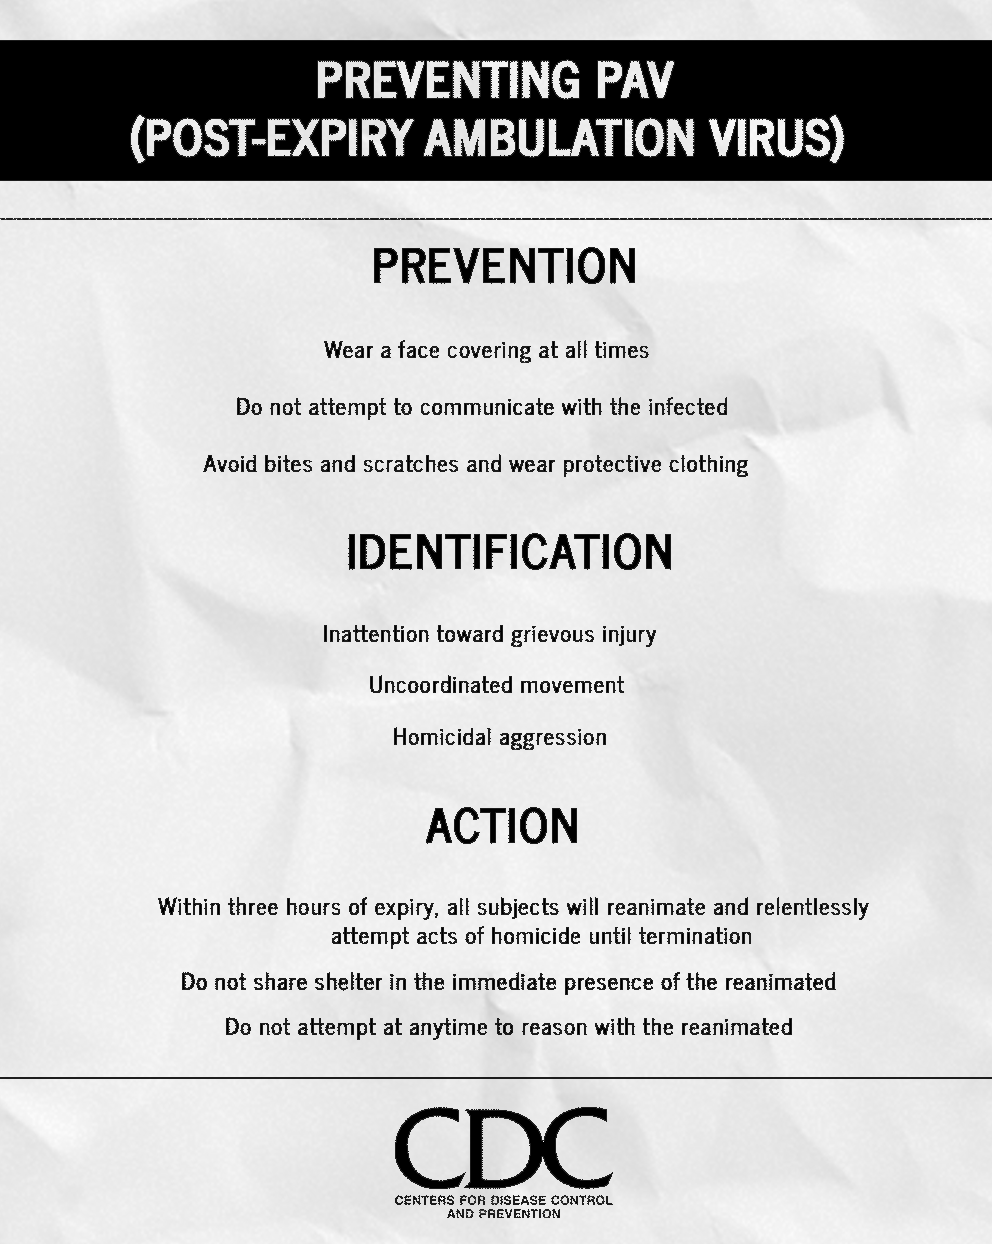 PREVENTING PAV
(POST-EXPIRY AMBULATION VIRUS)
PREVENTION
Wear a face covering at all times
Do not attempt to communicate with the infected
Avoid bites and scratches and wear protective clothing
IDENTIFICATION
Inattention toward grievous injury
Uncoordinated movement
Homicidal aggression
ACTION
Within three hours of expiry, all subjects will reanimate and relentlessly
attempt acts of homicide until termination
Do not share shelter in the immediate presence of the reanimated
Do not attempt at anytime to reason with the reanimated
CDC
CENTERS FOR DISEASE CONTROL
AND PREVENTION